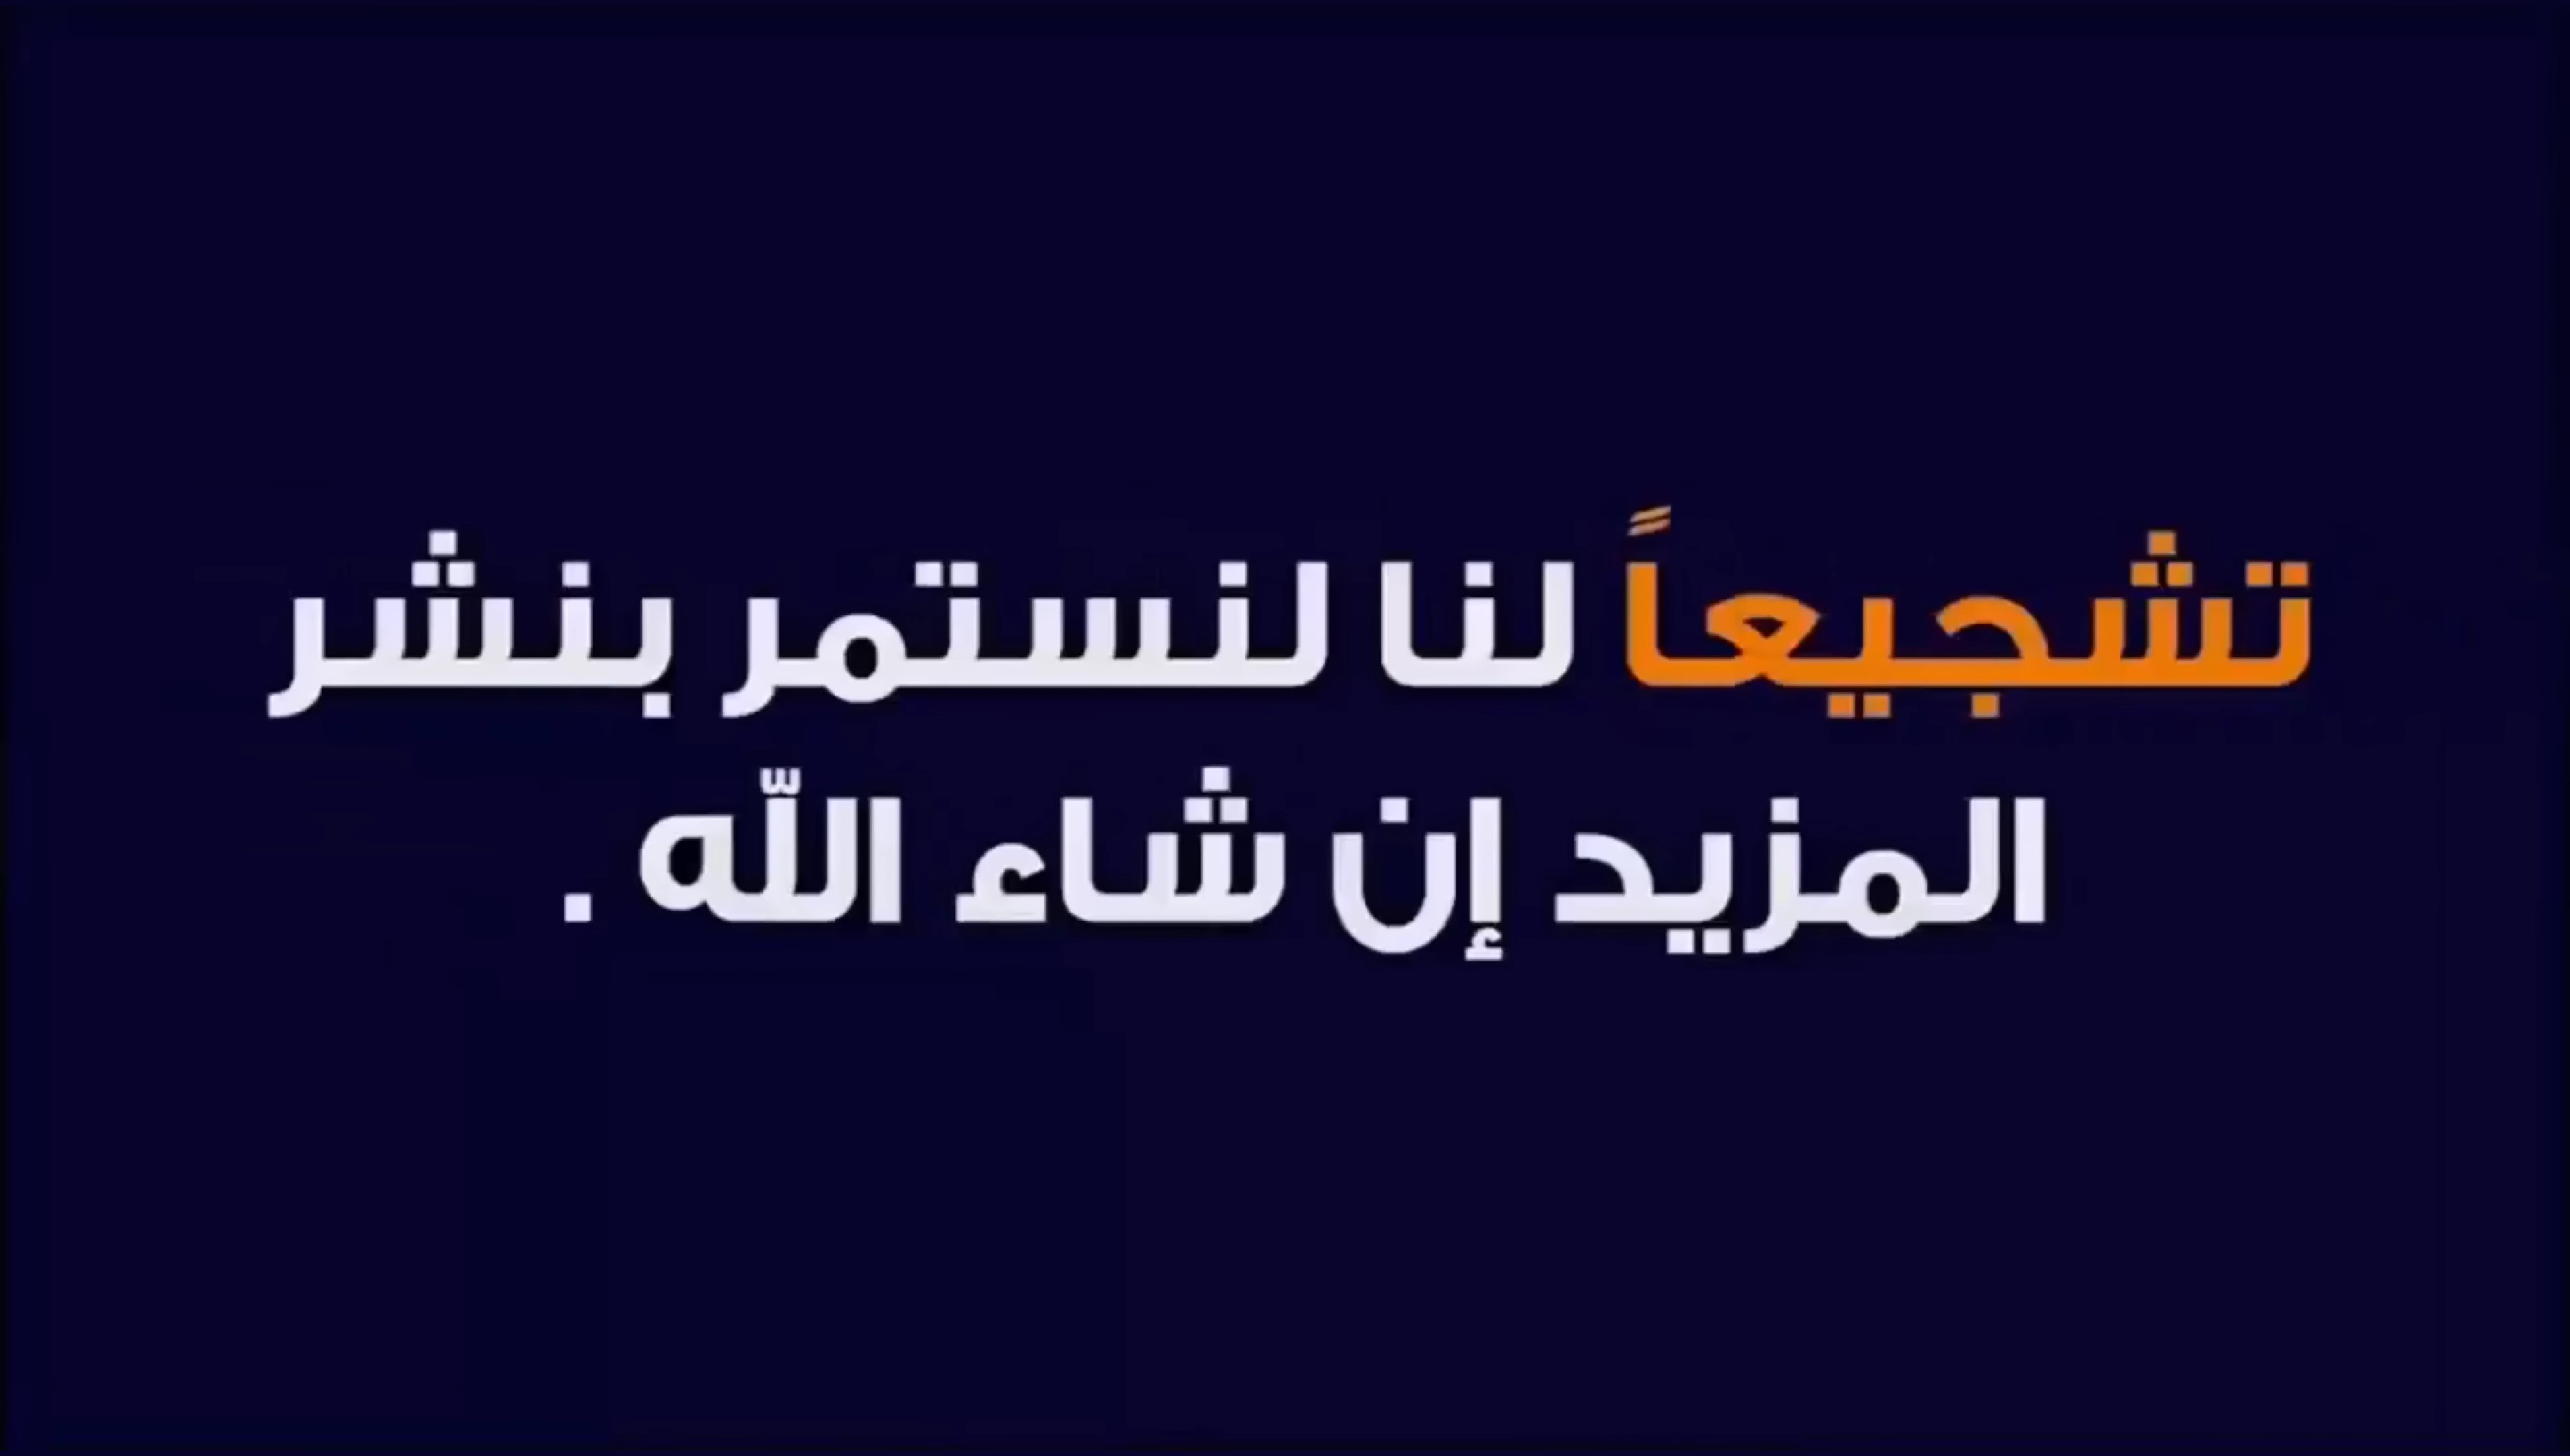 تشجيعاً لنا لنستمر بنشر
المزيد إن شاء اللّه .